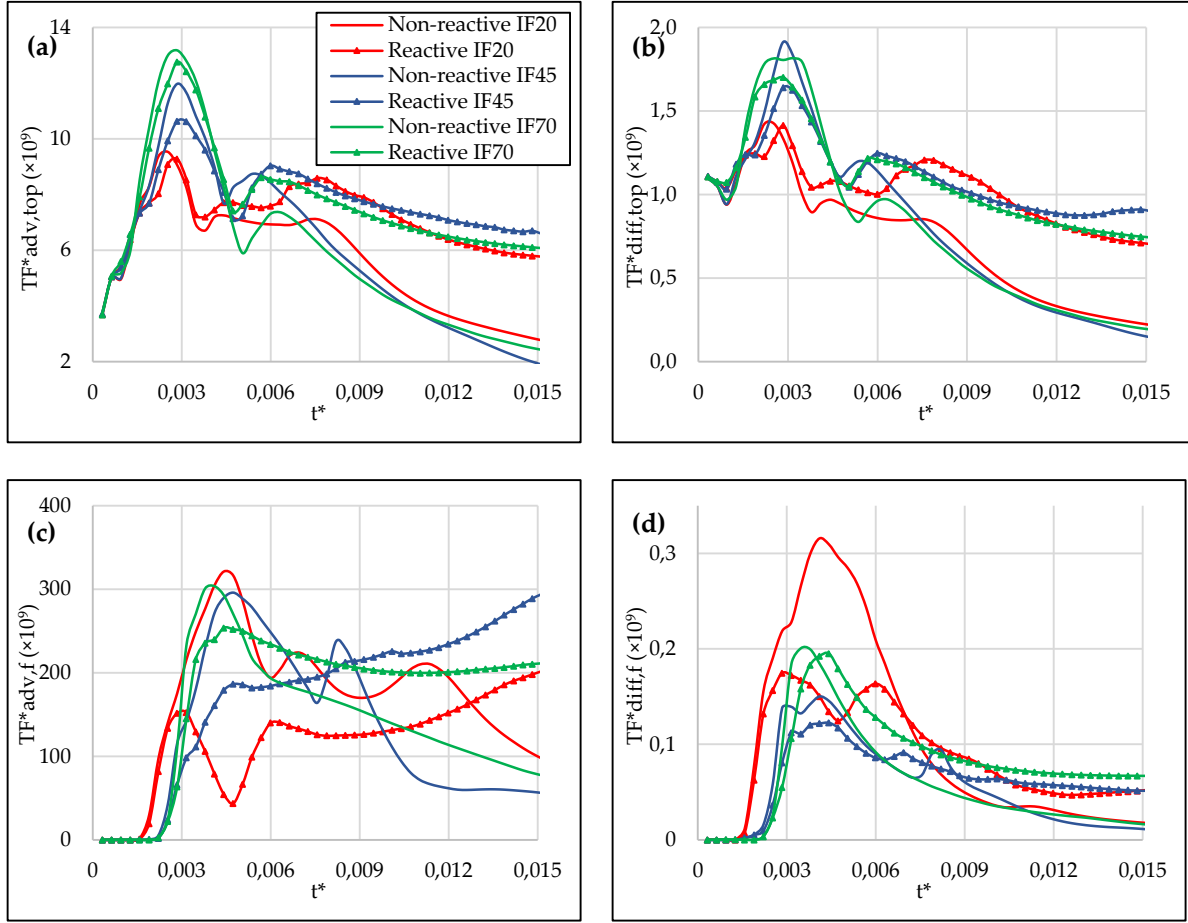 (a)
TF*adv,top (×10⁹)
14
10
6
2
0
0,003
0,006
0,009
0,012
0,015
t*
Non-reactive IF20
Reactive IF20
Non-reactive IF45
Reactive IF45
Non-reactive IF70
Reactive IF70
(b)
TF*diff,top (×10⁹)
2,0
1,5
1,0
0,5
0,0
0
0,003
0,006
0,009
0,012
0,015
t*
(c)
TF*adv,f (×10⁹)
400
300
200
100
0
0
0,003
0,006
0,009
0,012
0,015
t*
(d)
TF*diff,f (×10⁹)
0,3
0,2
0,1
0
0
0,003
0,006
0,009
0,012
0,015
t*